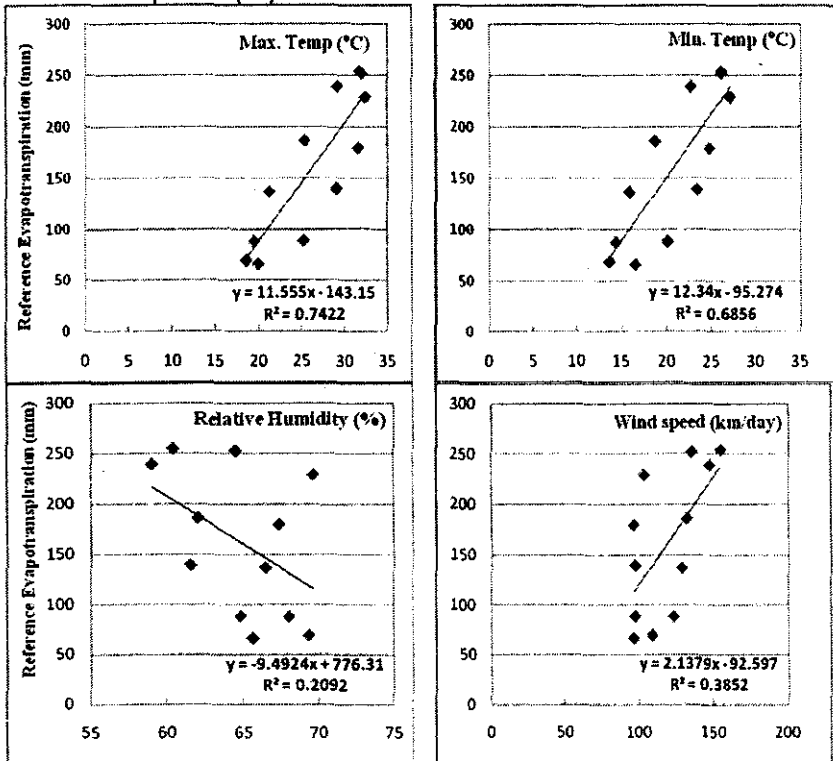 Max. Temp (°C)
Reference Evapotranspiration (mm)
300
250
200
150
100
50
0
y = 11.555x - 143.15
R² = 0.7422
0 5 10 15 20 25 30 35
Min. Temp (°C)
300
250
200
150
100
50
0
y = 12.34x - 95.274
R² = 0.6856
0 5 10 15 20 25 30 35
Relative Humidity (%)
Reference Evapotranspiration (mm)
300
250
200
150
100
50
0
y = -9.4924x + 776.31
R² = 0.2092
55 60 65 70 75
Wind speed (km/day)
300
250
200
150
100
50
0
y = 2.1379x - 92.597
R² = 0.3852
0 50 100 150 200